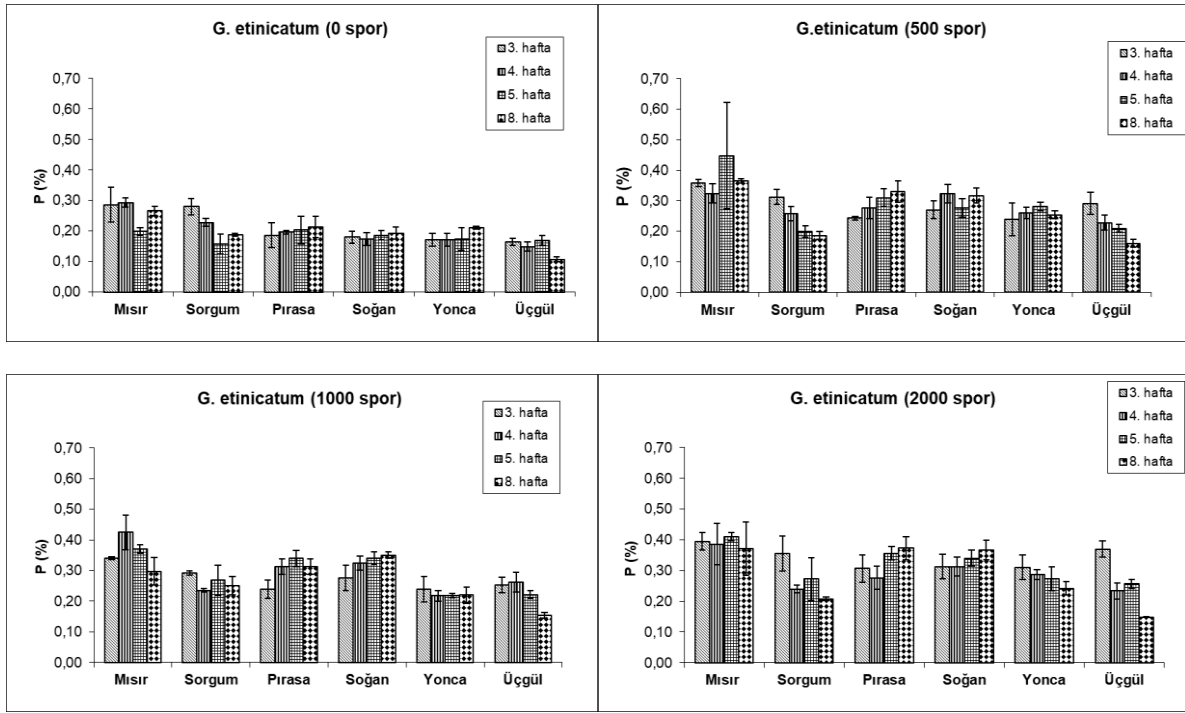 G. etinicatum (0 spor)
3. hafta
4. hafta
5. hafta
8. hafta
P (%)
0,70
0,60
0,50
0,40
0,30
0,20
0,10
0,00
Mısır Sorgum Pırasa Soğan Yonca Üçgül
G.etinicatum (500 spor)
3. hafta
4. hafta
5. hafta
8. hafta
P (%)
0,70
0,60
0,50
0,40
0,30
0,20
0,10
0,00
Mısır Sorgum Pırasa Soğan Yonca Üçgül
G. etinicatum (1000 spor)
3. hafta
4. hafta
5. hafta
8. hafta
P (%)
0,70
0,60
0,50
0,40
0,30
0,20
0,10
0,00
Mısır Sorgum Pırasa Soğan Yonca Üçgül
G. etinicatum (2000 spor)
3. hafta
4. hafta
5. hafta
8. hafta
P (%)
0,70
0,60
0,50
0,40
0,30
0,20
0,10
0,00
Mısır Sorgum Pırasa Soğan Yonca Üçgül